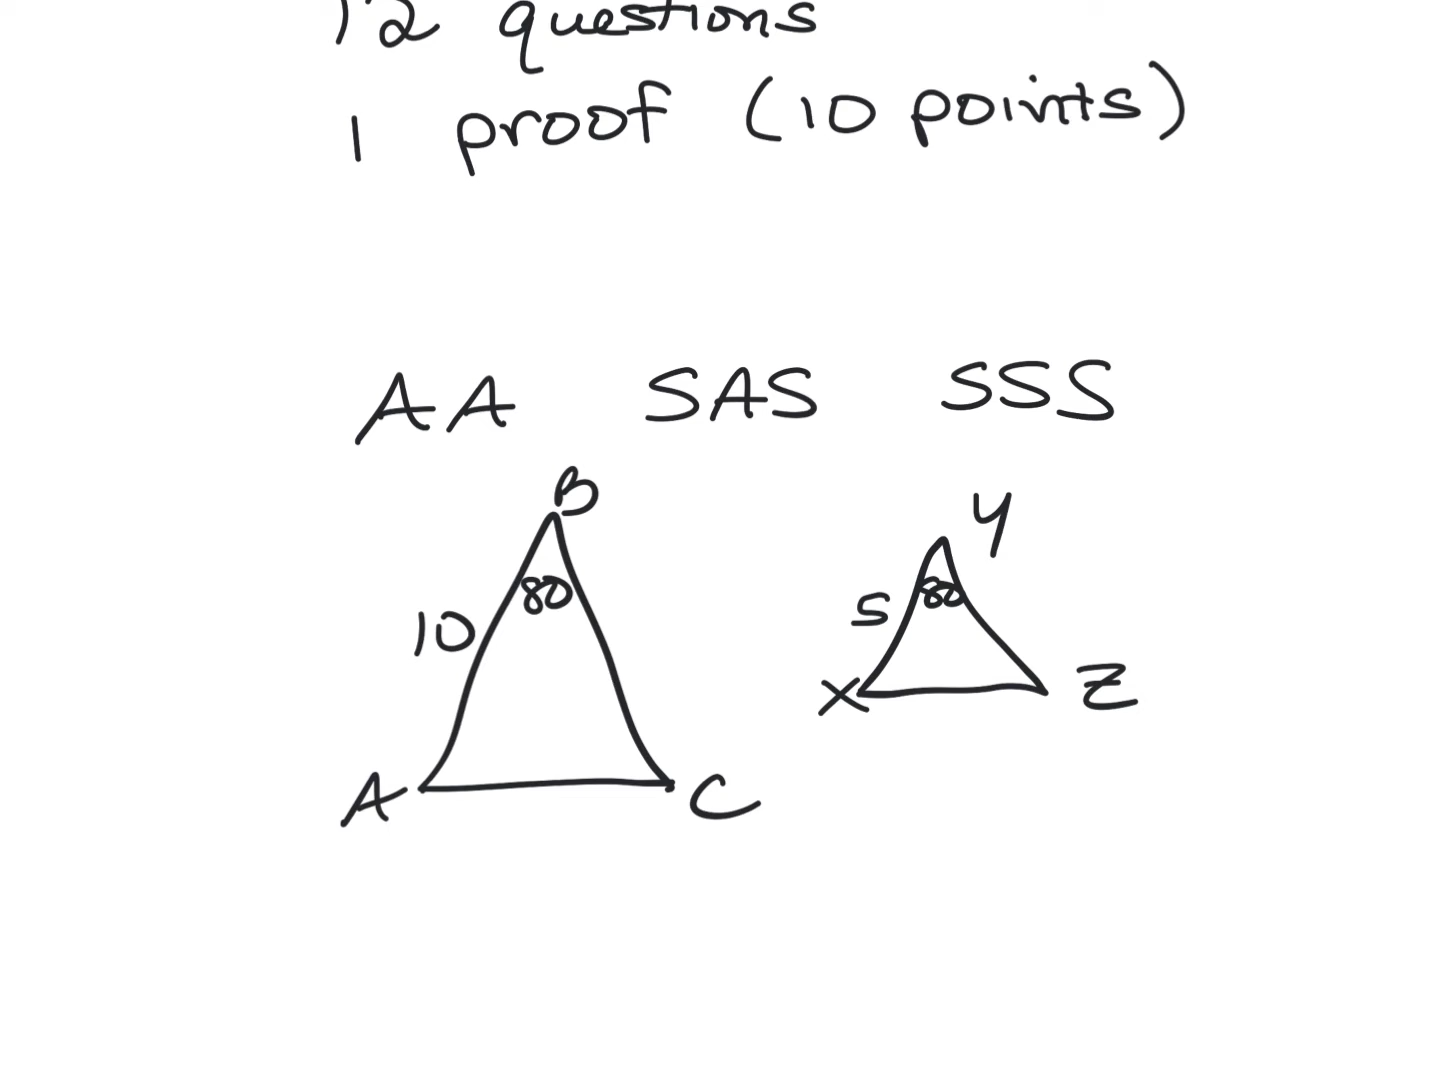 12 questions
1 proof (10 points)
AA SAS SSS
B
Y
80 80
10 5
X Z
A C